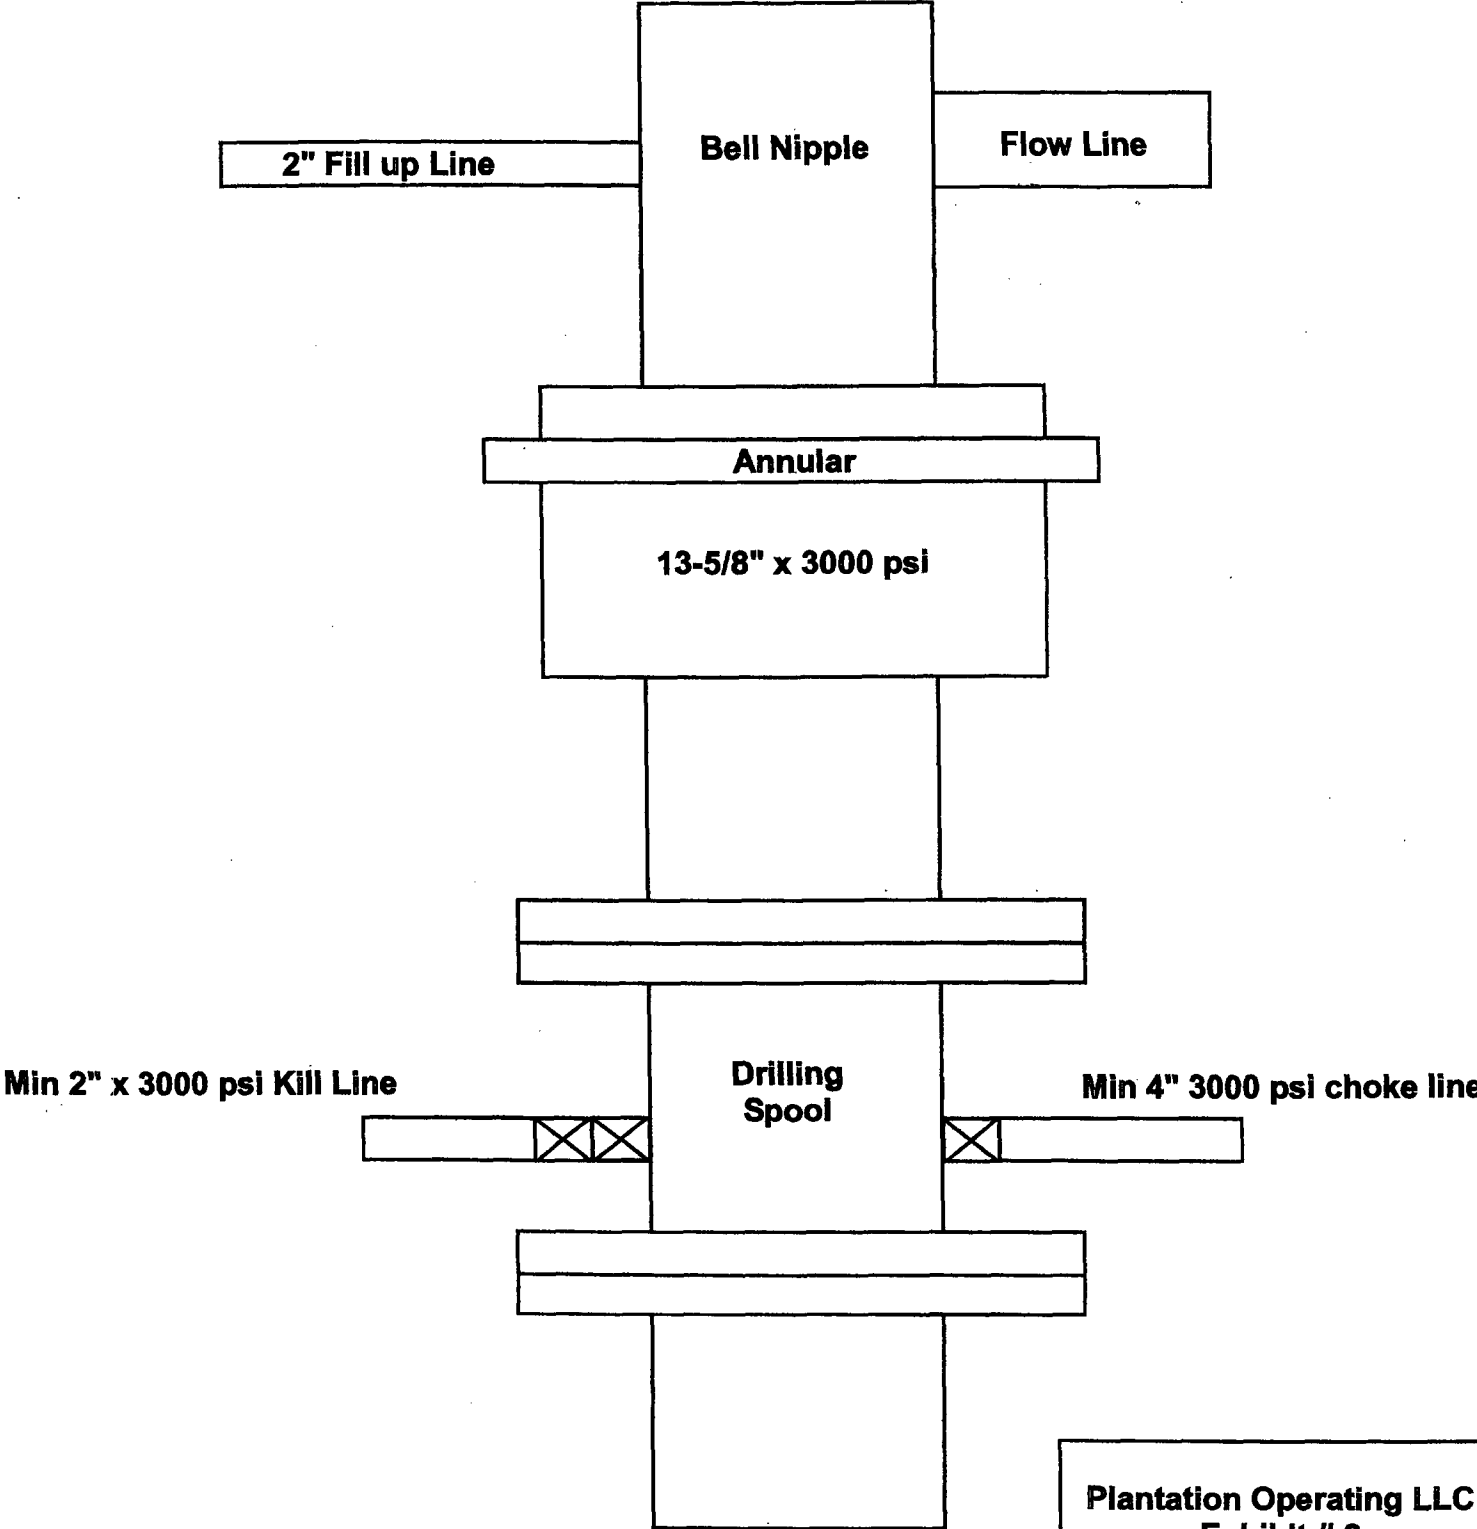 Bell Nipple
Flow Line
2" Fill up Line
Annular
13-5/8" x 3000 psi
Drilling
Spool
Min 2" x 3000 psi Kill Line
Min 4" 3000 psi choke line
Plantation Operating LLC
Exhibit #